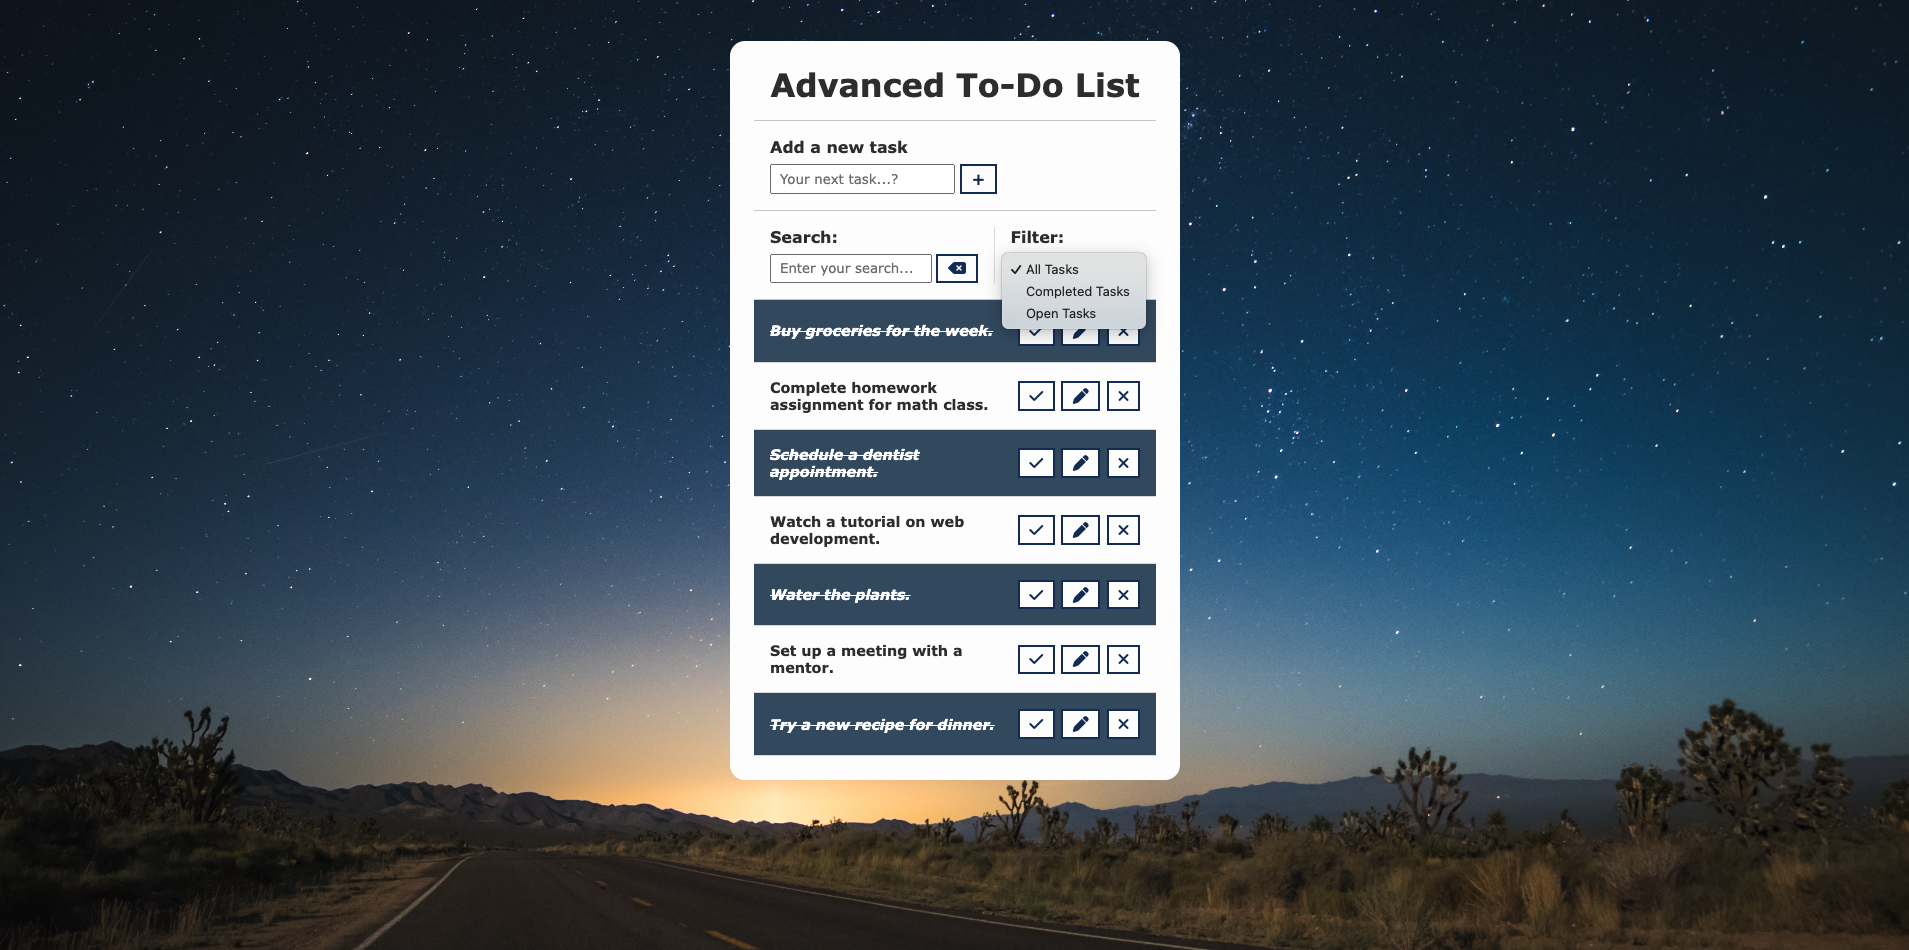 Advanced To-Do List
Add a new task
Your next task...?
+
Search:
Filter:
Enter your search...
✓ All Tasks
Completed Tasks
Open Tasks
Buy groceries for the week.
Complete homework
assignment for math class.
Schedule a dentist
appointment.
Watch a tutorial on web
development.
Water the plants.
Set up a meeting with a
mentor.
Try a new recipe for dinner.